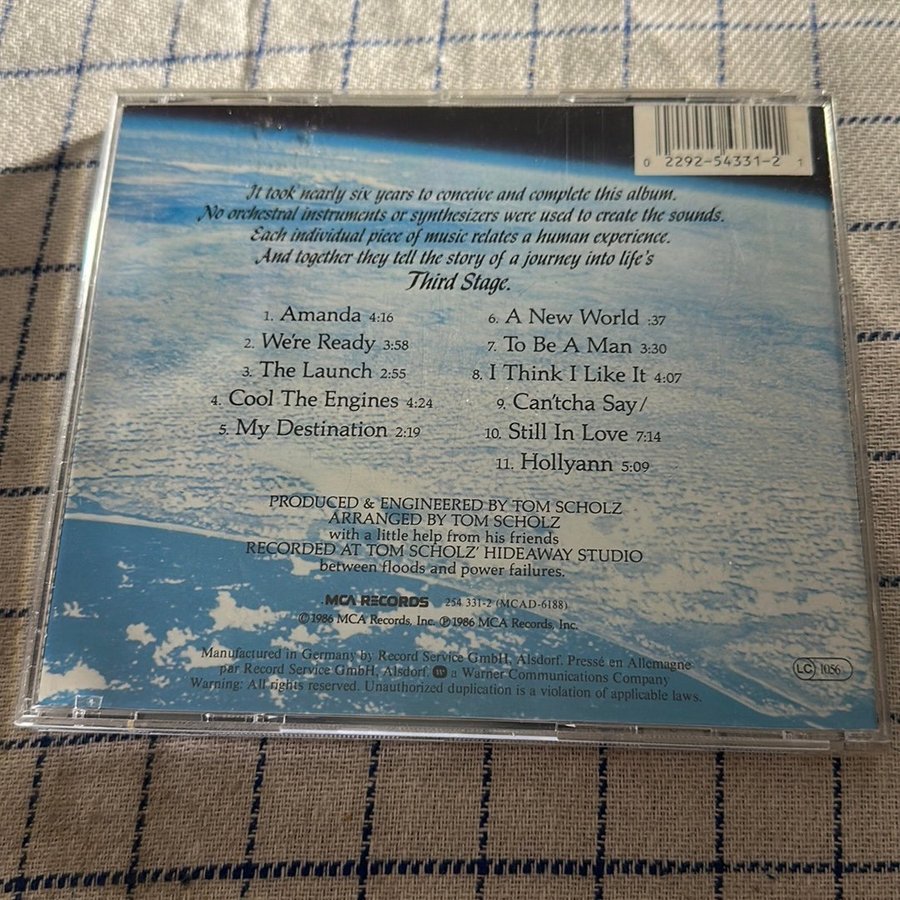 0 2292-54331-2 1
It took nearly six years to conceive and complete this album.
No orchestral instruments or synthesizers were used to create the sounds.
Each individual piece of music relates a human experience.
And together they tell the story of a journey into life's
Third Stage.
1. Amanda 4:16
2. We're Ready 3:58
3. The Launch 2:55
4. Cool The Engines 4:24
5. My Destination 2:19
6. A New World :37
7. To Be A Man 3:30
8. I Think I Like It 4:07
9. Can'tcha Say/
10. Still In Love 7:14
11. Hollyann 5:09
PRODUCED & ENGINEERED BY TOM SCHOLZ
ARRANGED BY TOM SCHOLZ
with a little help from his friends
RECORDED AT TOM SCHOLZ' HIDEAWAY STUDIO
between floods and power failures.
MCA RECORDS 254 331-2 (MCAD-6188)
©1986 MCA Records, Inc. ℗1986 MCA Records, Inc.
Manufactured in Germany by Record Service GmbH, Alsdorf. Pressé en Allemagne
par Record Service GmbH, Alsdorf. a Warner Communications Company
Warning: All rights reserved. Unauthorized duplication is a violation of applicable laws.
LC 1056